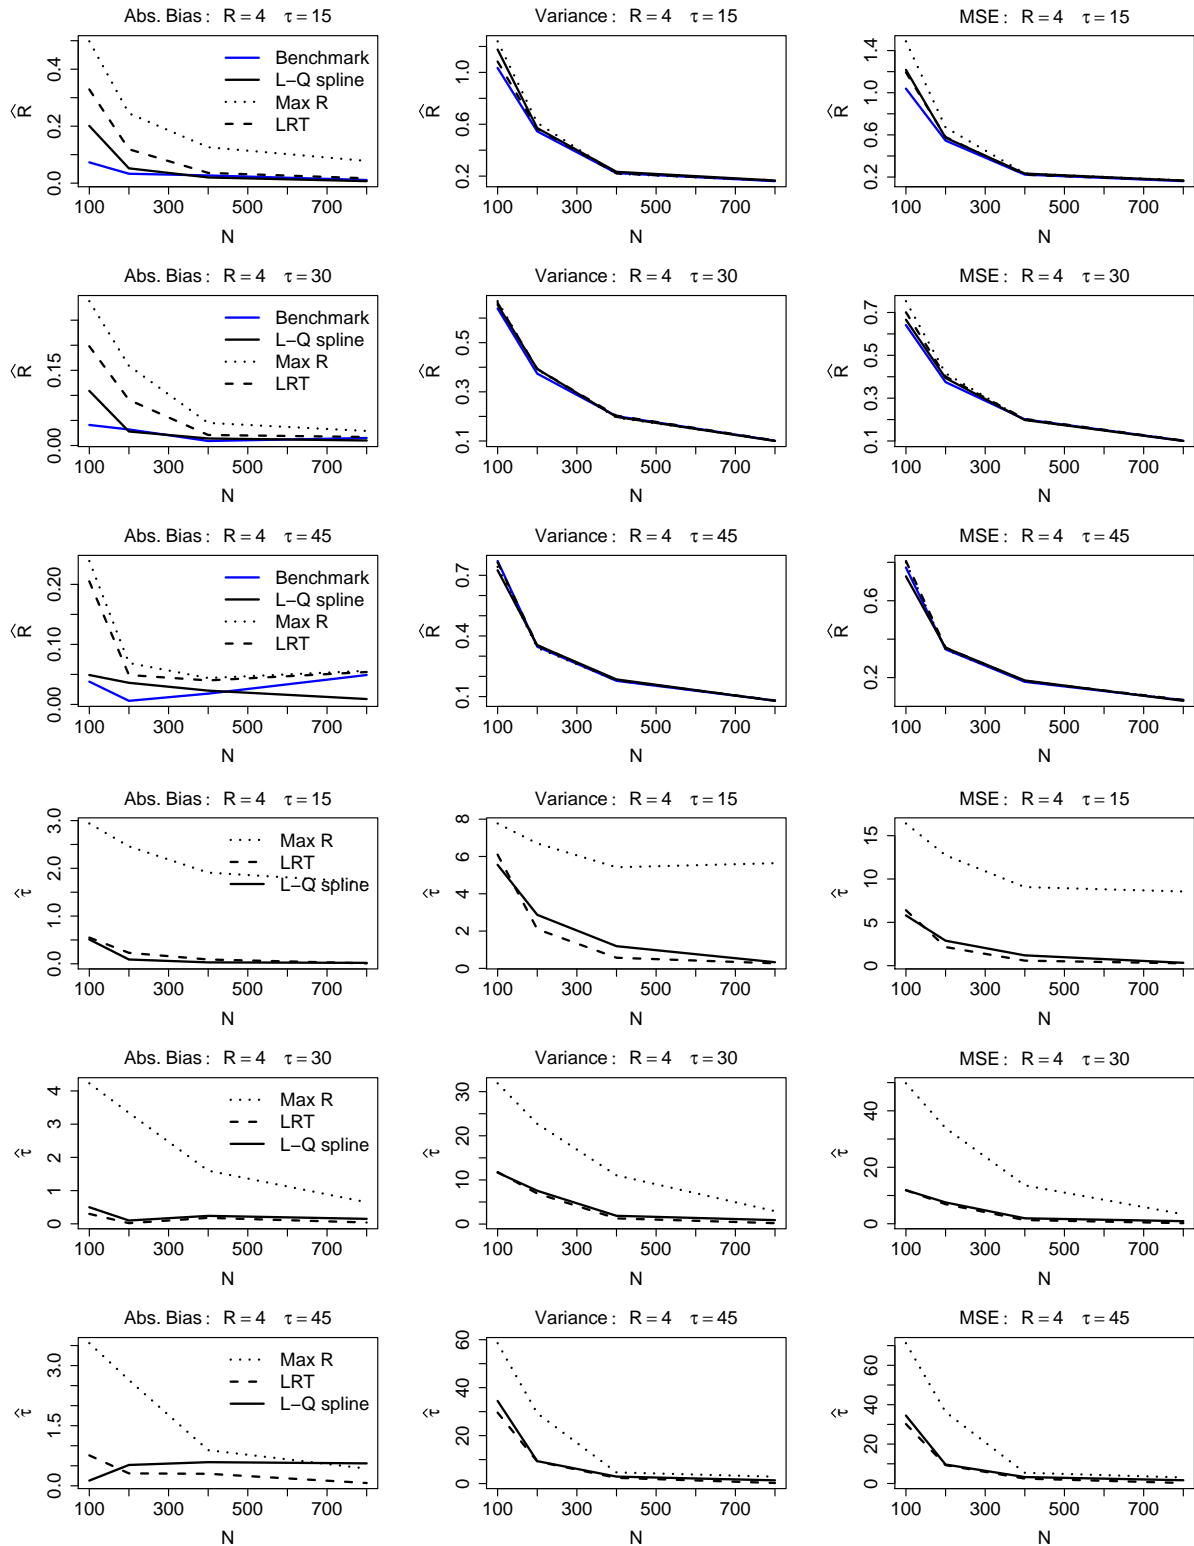 Abs. Bias : R = 4 τ = 15
R̂
0.0 0.2 0.4
Benchmark
L−Q spline
Max R
LRT
100 300 500 700
N
Variance : R = 4 τ = 15
R̂
0.2 0.6 1.0
100 300 500 700
N
MSE : R = 4 τ = 15
R̂
0.2 0.6 1.0 1.4
100 300 500 700
N
Abs. Bias : R = 4 τ = 30
R̂
0.00 0.15
Benchmark
L−Q spline
Max R
LRT
100 300 500 700
N
Variance : R = 4 τ = 30
R̂
0.1 0.3 0.5
100 300 500 700
N
MSE : R = 4 τ = 30
R̂
0.1 0.3 0.5 0.7
100 300 500 700
N
Abs. Bias : R = 4 τ = 45
R̂
0.00 0.10 0.20
Benchmark
L−Q spline
Max R
LRT
100 300 500 700
N
Variance : R = 4 τ = 45
R̂
0.1 0.4 0.7
100 300 500 700
N
MSE : R = 4 τ = 45
R̂
0.2 0.6
100 300 500 700
N
Abs. Bias : R = 4 τ = 15
τ̂
0.0 1.0 2.0 3.0
Max R
LRT
L−Q spline
100 300 500 700
N
Variance : R = 4 τ = 15
τ̂
0 2 4 6 8
100 300 500 700
N
MSE : R = 4 τ = 15
τ̂
0 5 10 15
100 300 500 700
N
Abs. Bias : R = 4 τ = 30
τ̂
0 1 2 3 4
Max R
LRT
L−Q spline
100 300 500 700
N
Variance : R = 4 τ = 30
τ̂
0 10 20 30
100 300 500 700
N
MSE : R = 4 τ = 30
τ̂
0 20 40
100 300 500 700
N
Abs. Bias : R = 4 τ = 45
τ̂
0.0 1.5 3.0
Max R
LRT
L−Q spline
100 300 500 700
N
Variance : R = 4 τ = 45
τ̂
0 20 40 60
100 300 500 700
N
MSE : R = 4 τ = 45
τ̂
0 20 40 60
100 300 500 700
N